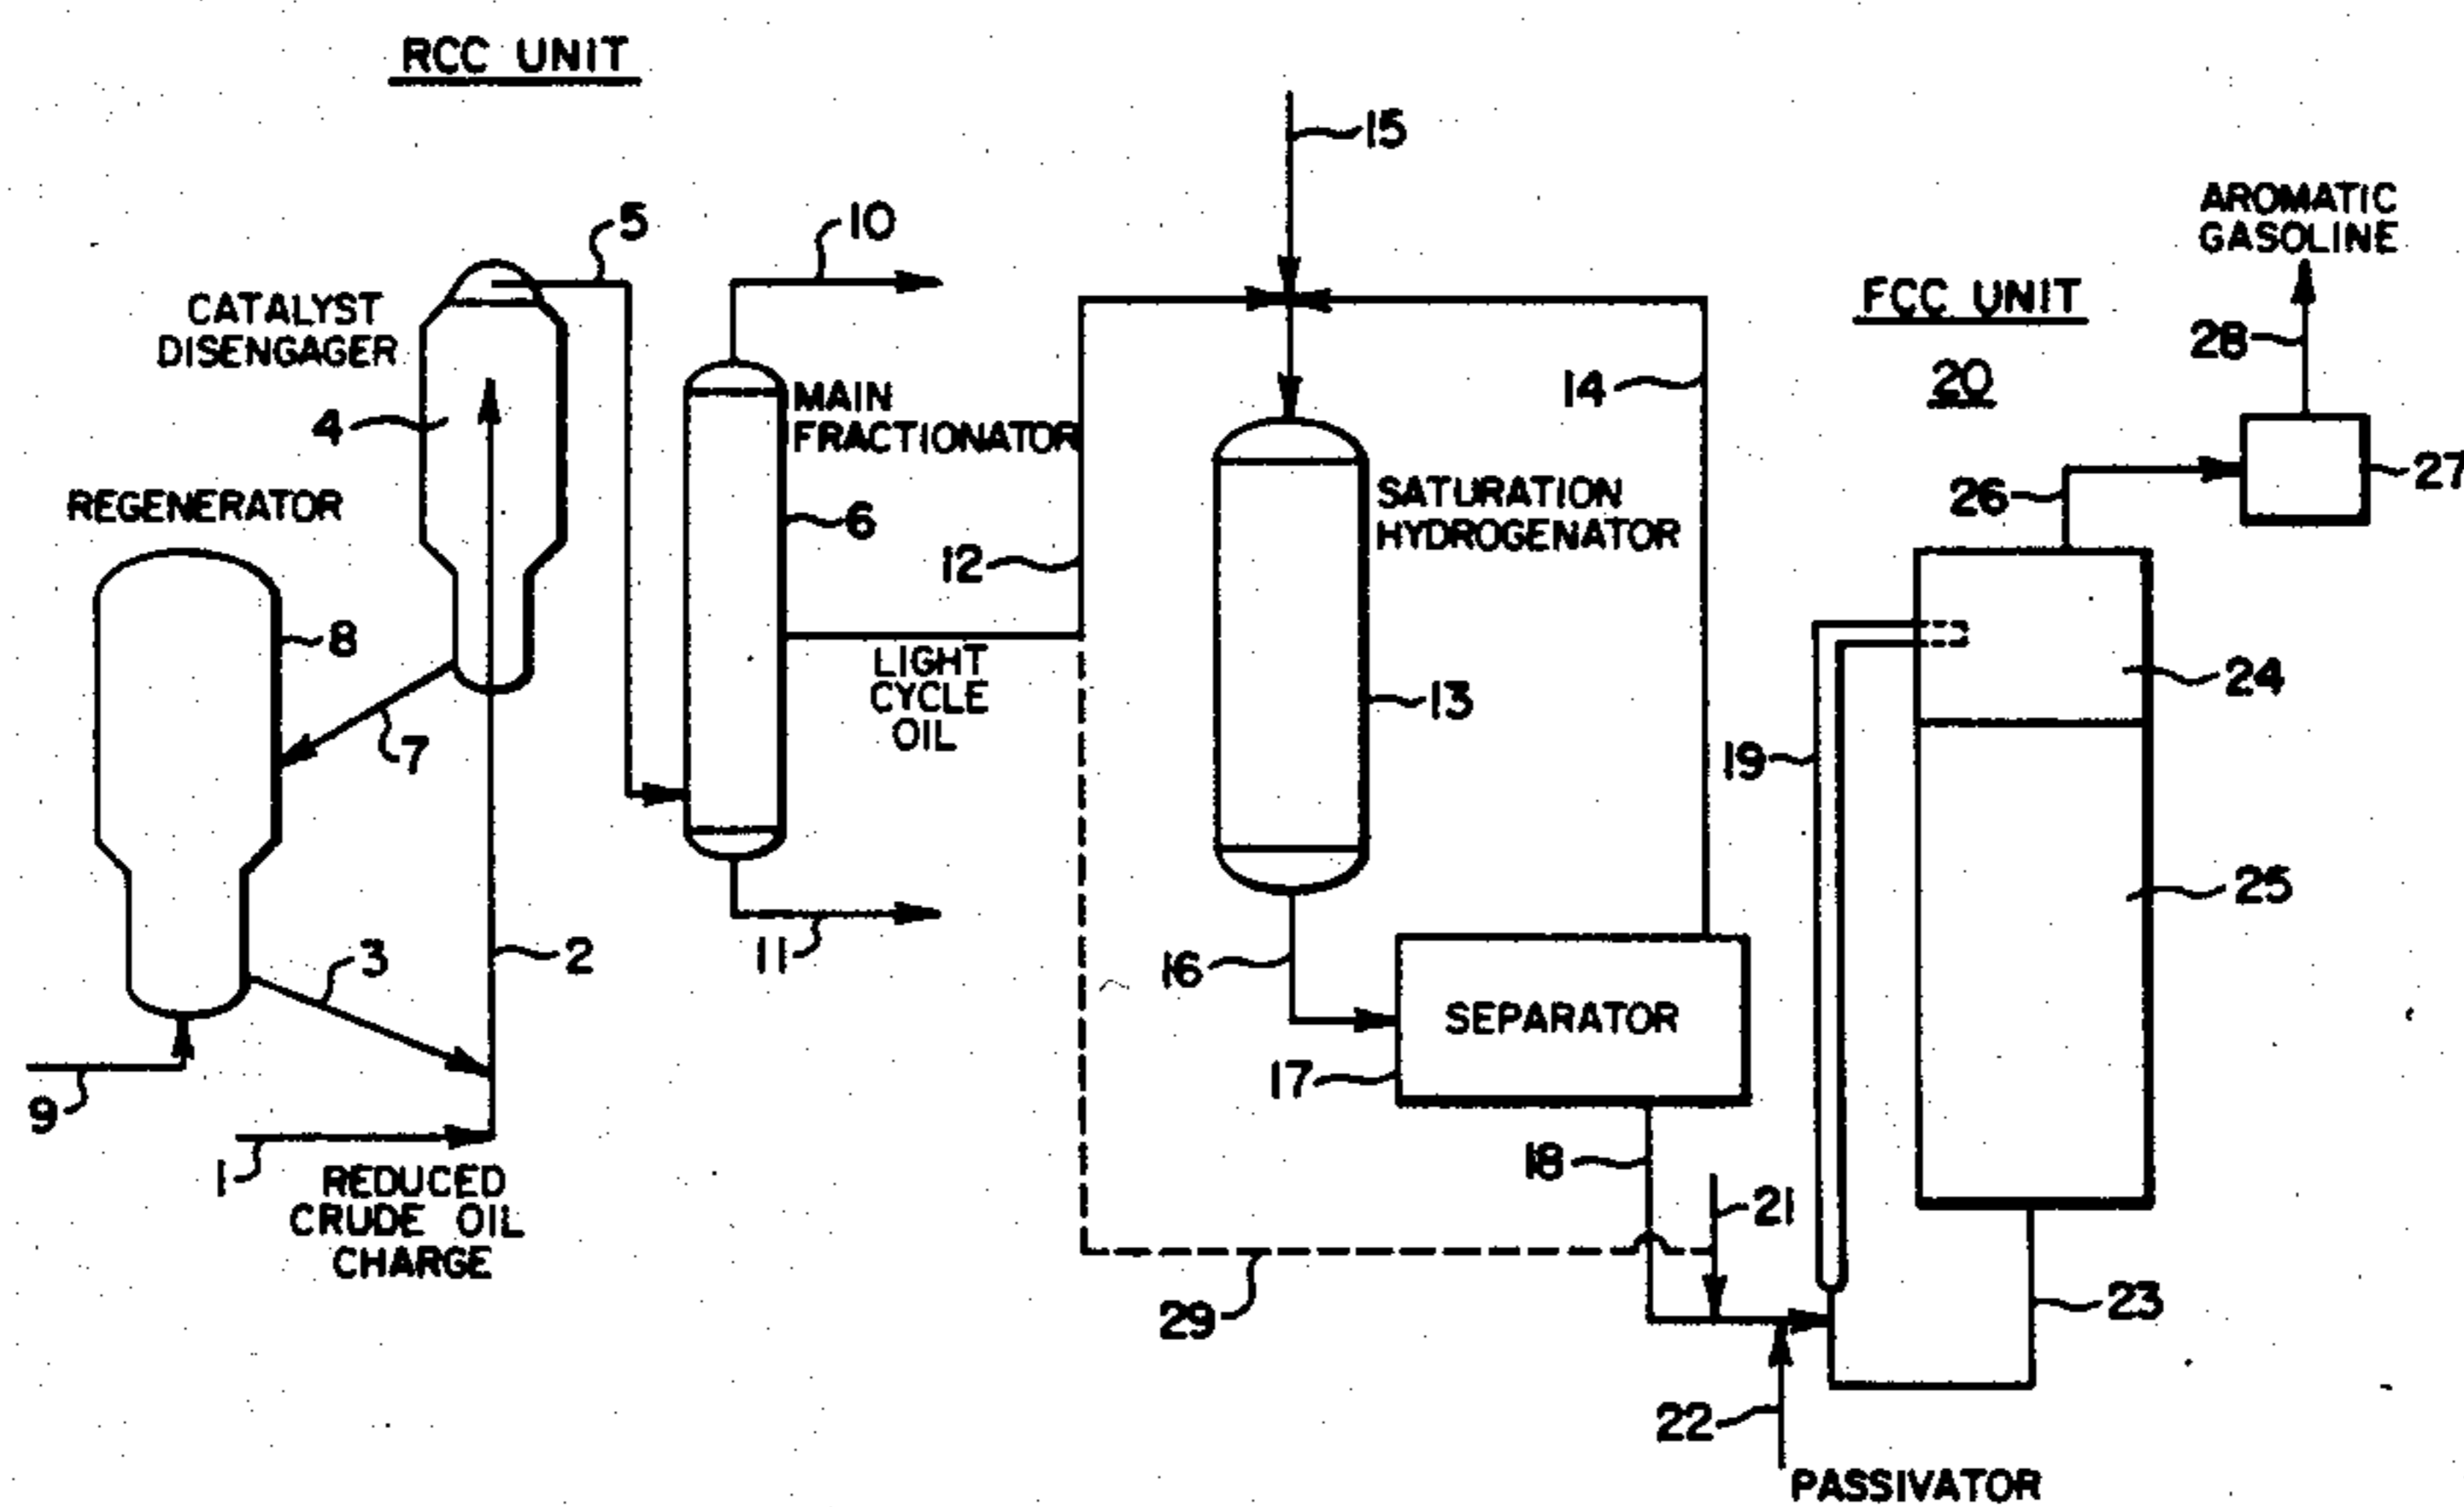 RCC UNIT
15
AROMATIC
GASOLINE
5
10
FCC UNIT
20
28
CATALYST
DISENGAGER
4
MAIN
FRACTIONATOR
14
27
26
REGENERATOR
6
SATURATION
HYDROGENATOR
12
8
LIGHT
CYCLE
OIL
13
24
7
19
25
3
2
11
16
SEPARATOR
17
9
1
REDUCED
CRUDE OIL
CHARGE
18
21
29
23
22
PASSIVATOR